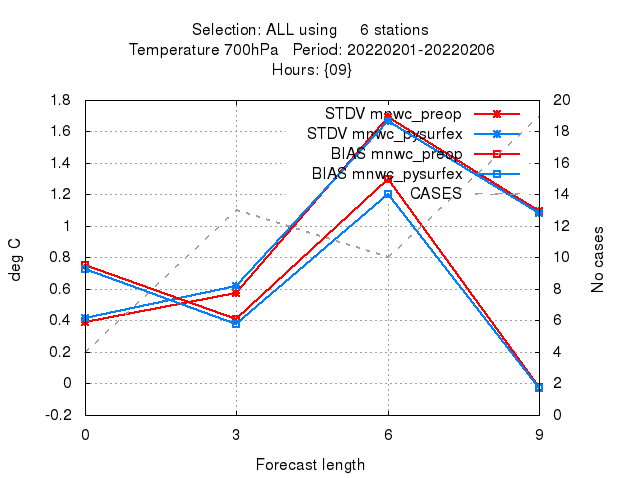 Selection: ALL using     6 stations
Temperature 700hPa   Period: 20220201-20220206
Hours: {09}
1.8
1.6
1.4
1.2
1
0.8
0.6
0.4
0.2
0
-0.2
deg C
STDV mnwc_preop
STDV mnwc_pysurfex
BIAS mnwc_preop
BIAS mnwc_pysurfex
CASES
20
18
16
14
12
10
8
6
4
2
0
No cases
0 3 6 9
Forecast length